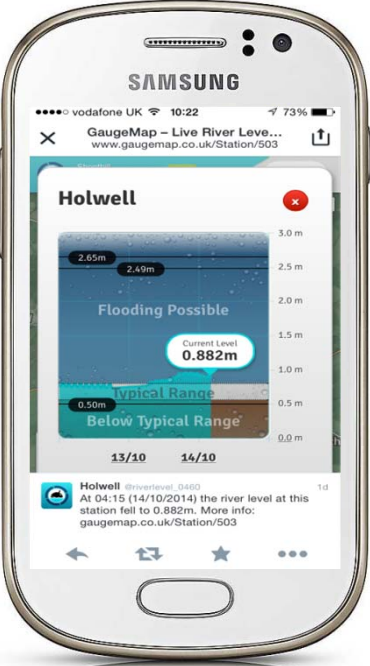 SAMSUNG
vodafone UK 10:22 73%
GaugeMap – Live River Leve...
www.gaugemap.co.uk/Station/503
Holwell
3.0 m
2.65m
2.49m
2.5 m
Flooding Possible
2.0 m
1.5 m
Current Level
0.882m
1.0 m
Typical Range
0.50m
0.5 m
Below Typical Range
0.0 m
13/10 14/10
Holwell @riverlevel_0460 1d
At 04:15 (14/10/2014) the river level at this
station fell to 0.882m. More info:
gaugemap.co.uk/Station/503